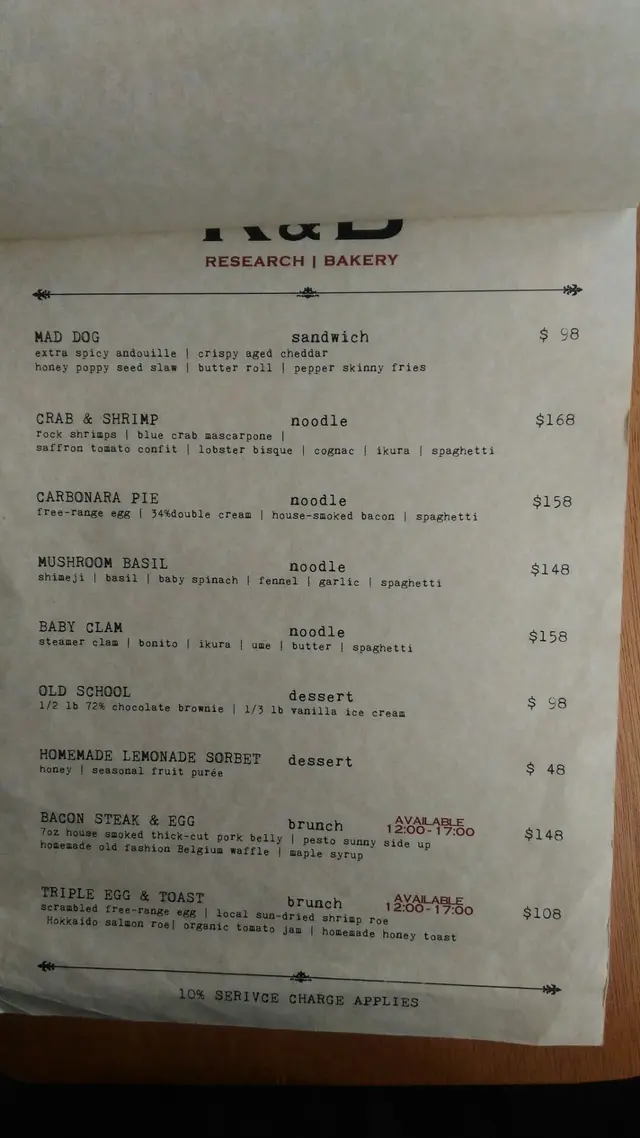 R&B
RESEARCH | BAKERY
MAD DOG sandwich $ 98
extra spicy andouille | crispy aged cheddar
honey poppy seed slaw | butter roll | pepper skinny fries
CRAB & SHRIMP noodle $168
rock shrimps | blue crab mascarpone |
saffron tomato confit | lobster bisque | cognac | ikura | spaghetti
CARBONARA PIE noodle $158
free-range egg | 34%double cream | house-smoked bacon | spaghetti
MUSHROOM BASIL noodle $148
shimeji | basil | baby spinach | fennel | garlic | spaghetti
BABY CLAM noodle $158
steamer clam | bonito | ikura | ume | butter | spaghetti
OLD SCHOOL dessert $ 98
1/2 lb 72% chocolate brownie | 1/3 lb vanilla ice cream
HOMEMADE LEMONADE SORBET dessert $ 48
honey | seasonal fruit purée
BACON STEAK & EGG brunch AVAILABLE 12:00-17:00 $148
7oz house smoked thick-cut pork belly | pesto sunny side up
homemade old fashion Belgium waffle | maple syrup
TRIPLE EGG & TOAST brunch AVAILABLE 12:00-17:00 $108
scrambled free-range egg | local sun-dried shrimp roe
Hokkaido salmon roe| organic tomato jam | homemade honey toast
10% SERIVCE CHARGE APPLIES